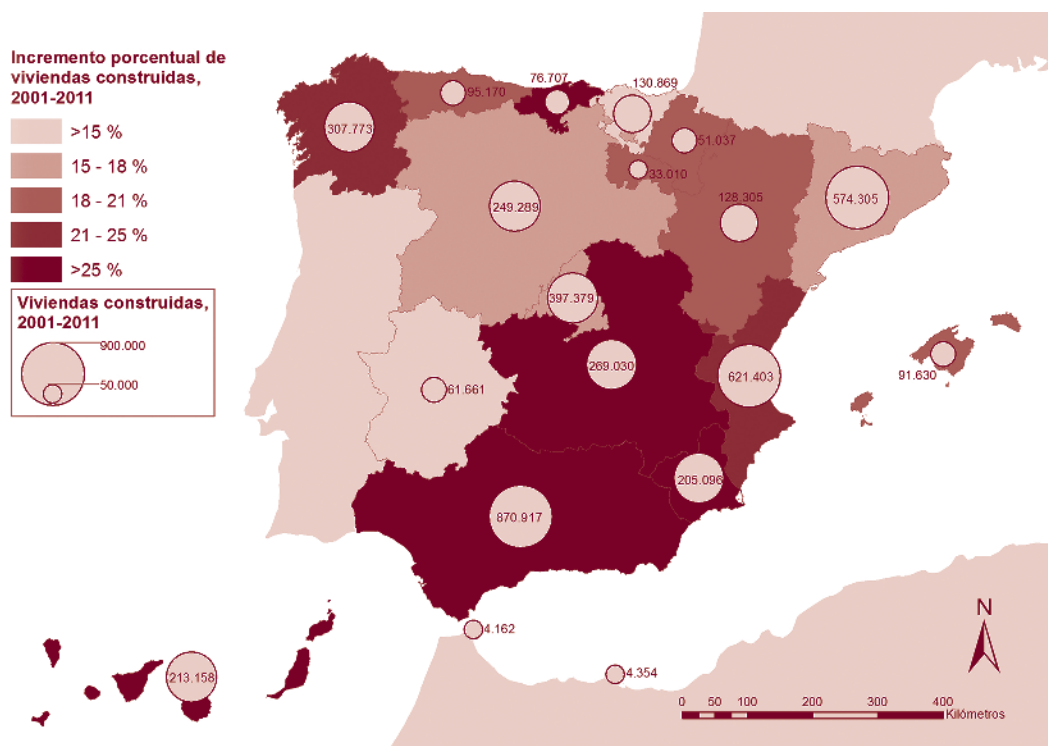 Incremento porcentual de
viviendas construidas,
2001-2011
>15 %
15 - 18 %
18 - 21 %
21 - 25 %
>25 %
Viviendas construidas,
2001-2011
900.000
50.000
76.707
130.869
95.170
307.773
51.037
33.010
128.305
574.305
249.289
397.379
269.030
621.403
91.630
61.661
205.096
870.917
4.162
4.354
213.158
N
0 50 100 200 300 400
Kilómetros